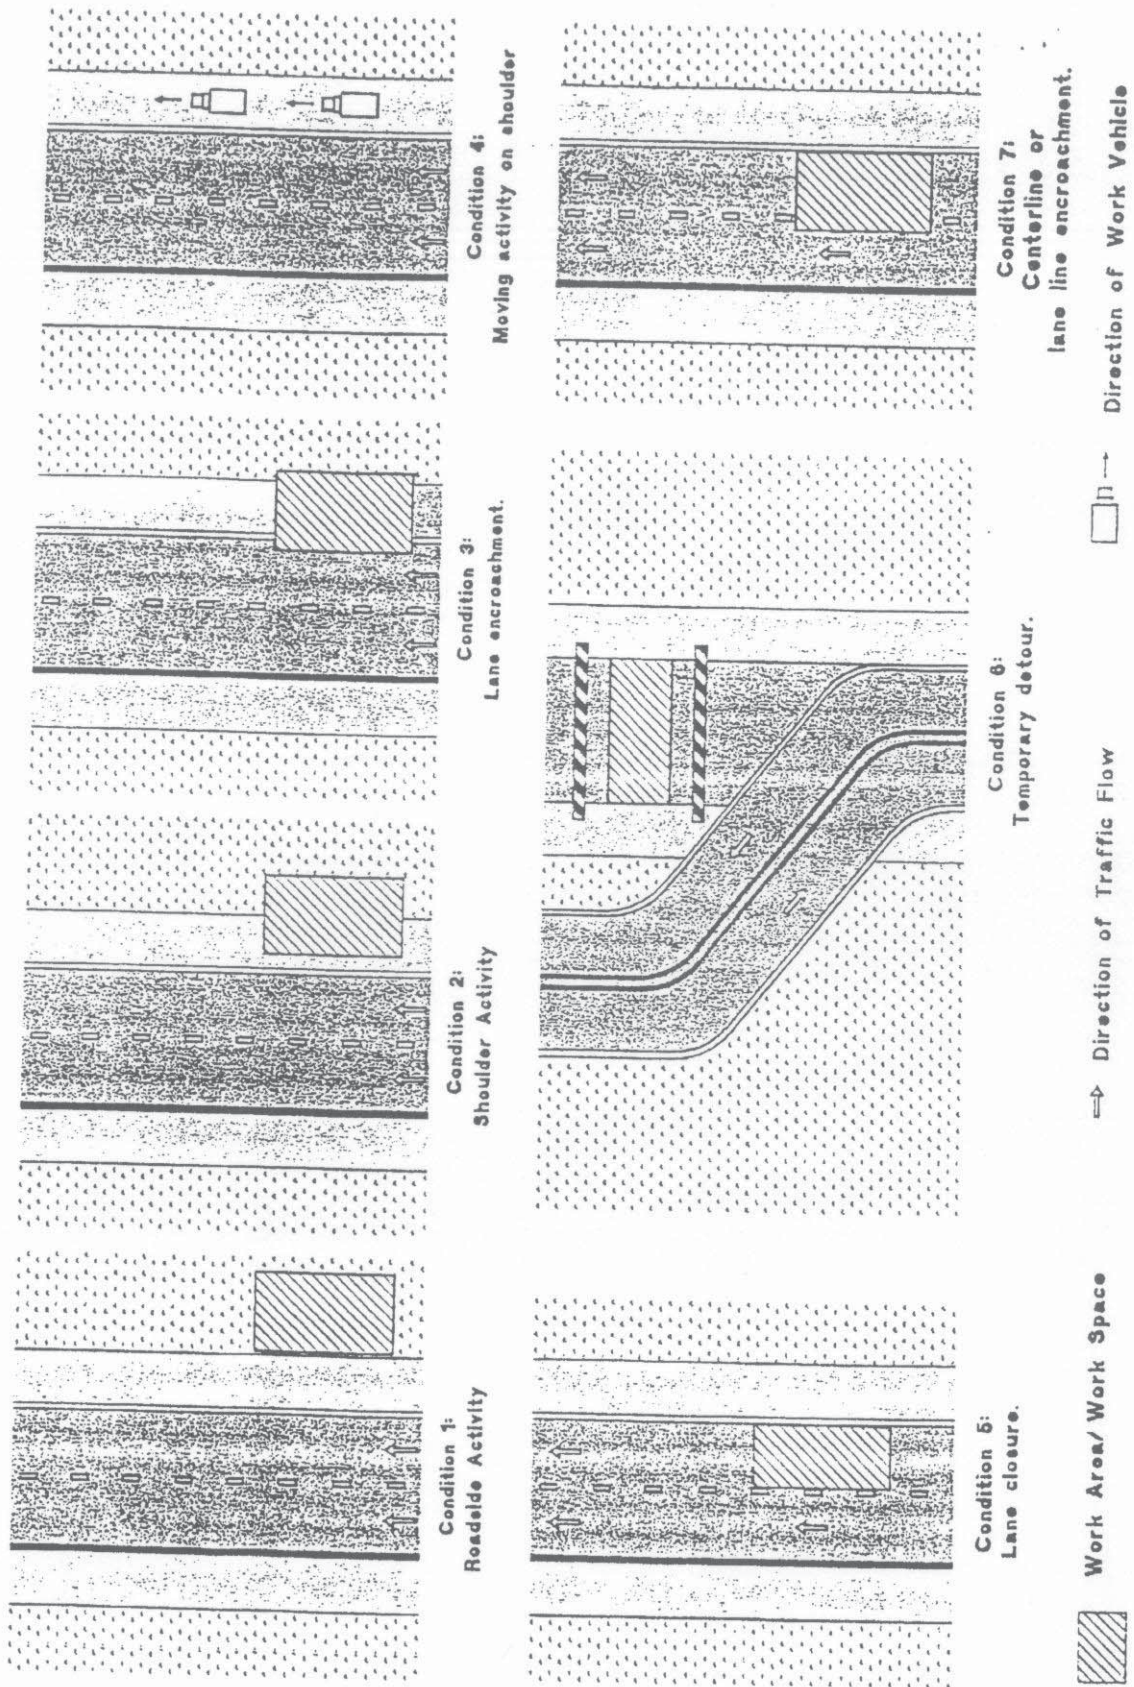 Condition 1:
Roadside Activity
Condition 2:
Shoulder Activity
Condition 3:
Lane encroachment.
Condition 4:
Moving activity on shoulder
Condition 5:
Lane closure.
Condition 6:
Temporary detour.
Condition 7:
Centerline or
lane line encroachment.
Work Area/ Work Space
Direction of Traffic Flow
Direction of Work Vehicle